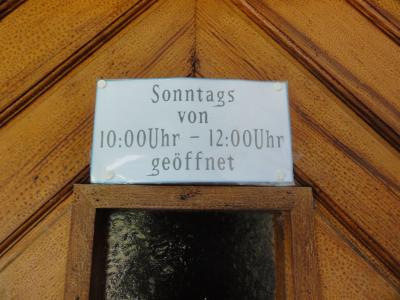 Sonntags
von
10:00Uhr - 12:00Uhr
geöffnet